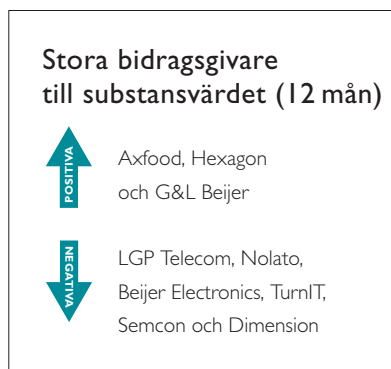 Stora bidragsgivare
till substansvärdet (12 mån)
POSITIVA
Axfood, Hexagon
och G&L Beijer
NEGATIVA
LGP Telecom, Nolato,
Beijer Electronics, TurnIT,
Semcon och Dimension